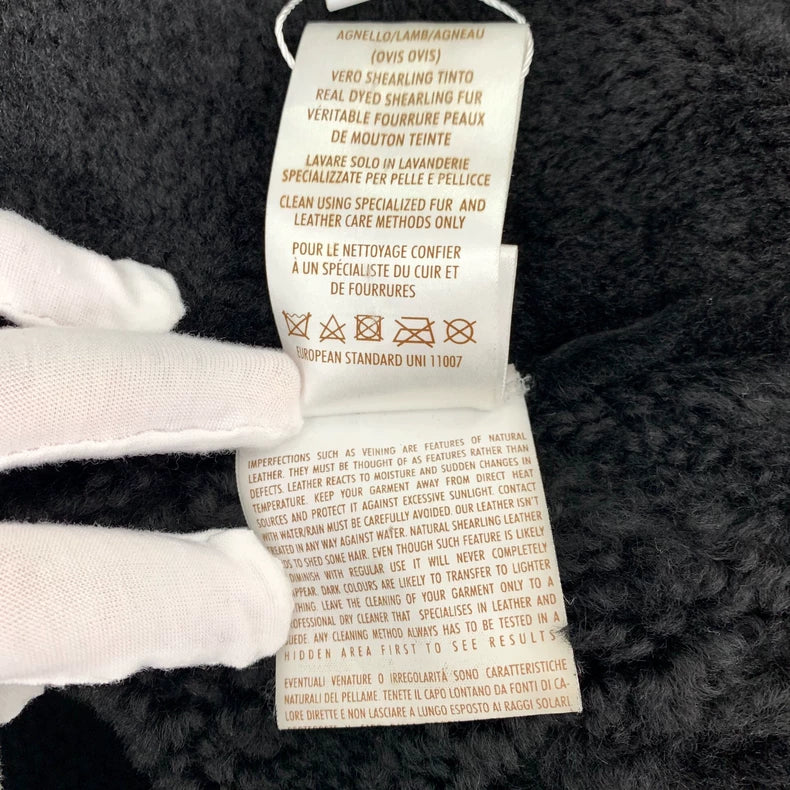 AGNELLO/LAMB/AGNEAU
(OVIS OVIS)
VERO SHEARLING TINTO
REAL DYED SHEARLING FUR
VÉRITABLE FOURRURE PEAUX
DE MOUTON TEINTE
LAVARE SOLO IN LAVANDERIE
SPECIALIZZATE PER PELLE E PELLICCE
CLEAN USING SPECIALIZED FUR AND
LEATHER CARE METHODS ONLY
POUR LE NETTOYAGE CONFIER
À UN SPÉCIALISTE DU CUIR ET
DE FOURRURES
EUROPEAN STANDARD UNI 11007
IMPERFECTIONS SUCH AS VEINING ARE FEATURES OF NATURAL
LEATHER. THEY MUST BE THOUGHT OF AS FEATURES RATHER THAN
DEFECTS. LEATHER REACTS TO MOISTURE AND SUDDEN CHANGES IN
TEMPERATURE. KEEP YOUR GARMENT AWAY FROM DIRECT HEAT
SOURCES AND PROTECT IT AGAINST EXCESSIVE SUNLIGHT. CONTACT
WITH WATER/RAIN MUST BE CAREFULLY AVOIDED. OUR LEATHER ISN'T
IN ANY WAY AGAINST WATER. NATURAL SHEARLING LEATHER
TO SHED SOME HAIR. EVEN THOUGH SUCH FEATURE IS LIKELY
DIMINISH WITH REGULAR USE IT WILL NEVER COMPLETELY
DARK COLOURS ARE LIKELY TO TRANSFER TO LIGHTER
LEAVE THE CLEANING OF YOUR GARMENT ONLY TO A
DRY CLEANER THAT SPECIALISES IN LEATHER AND
ANY CLEANING METHOD ALWAYS HAS TO BE TESTED IN A
HIDDEN AREA FIRST TO SEE RESULTS
EVENTUALI VENATURE O IRREGOLARITÀ SONO CARATTERISTICHE
NATURALI DEL PELLAME. TENETE IL CAPO LONTANO DA FONTI DI CA-
LORE DIRETTE E NON LASCIARE A LUNGO ESPOSTO AI RAGGI SOLARI.